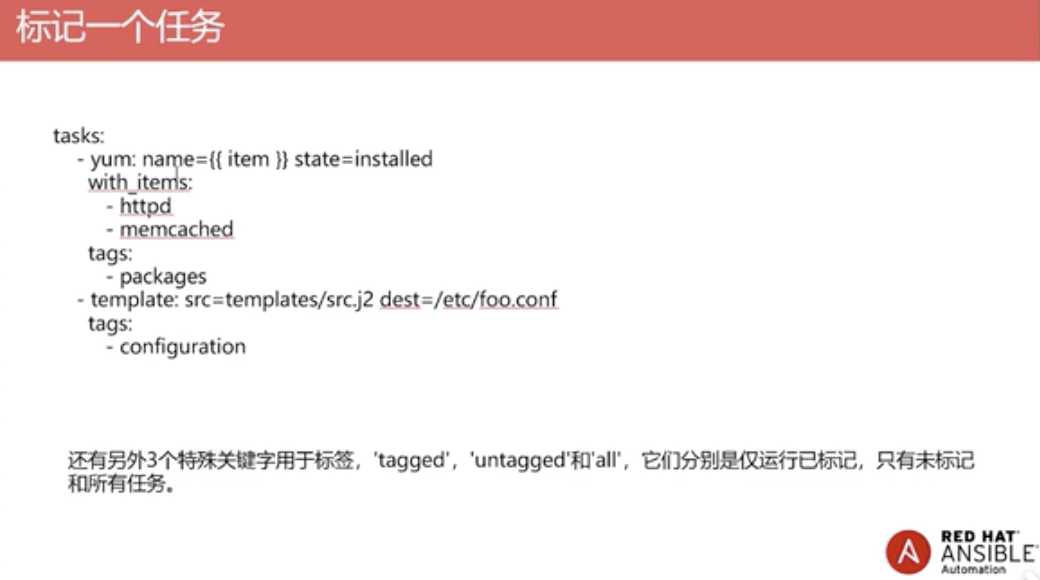 标记一个任务
tasks:
- yum: name={{ item }} state=installed
with_items:
- httpd
- memcached
tags:
- packages
- template: src=templates/src.j2 dest=/etc/foo.conf
tags:
- configuration
还有另外3个特殊关键字用于标签，'tagged'，'untagged'和'all'，它们分别是仅运行已标记，只有未标记
和所有任务。
RED HAT
ANSIBLE
Automation